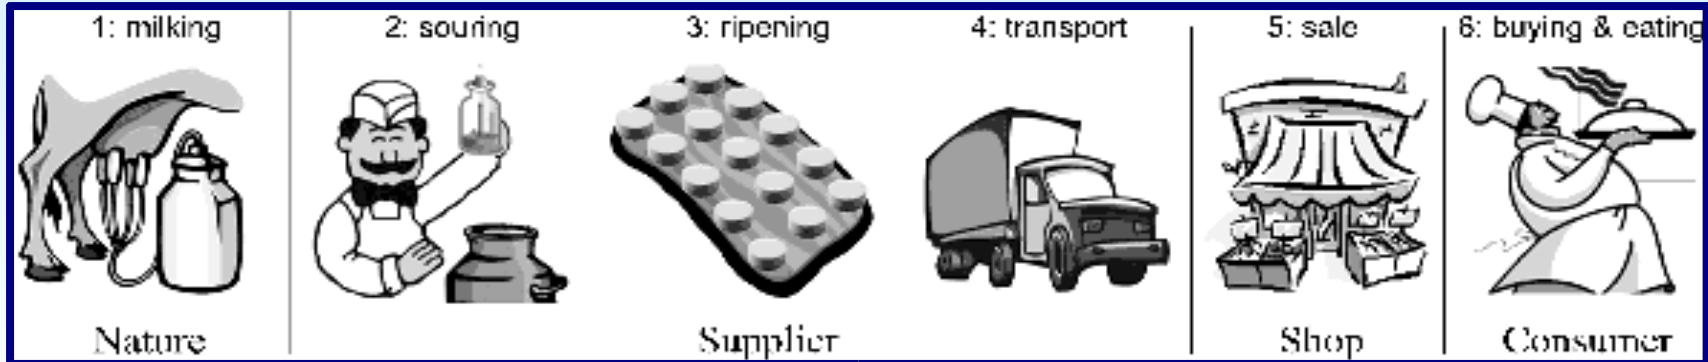 1: milking 2: souring 3: ripening 4: transport 5: sale 6: buying & eating
Nature Supplier Shop Consumer